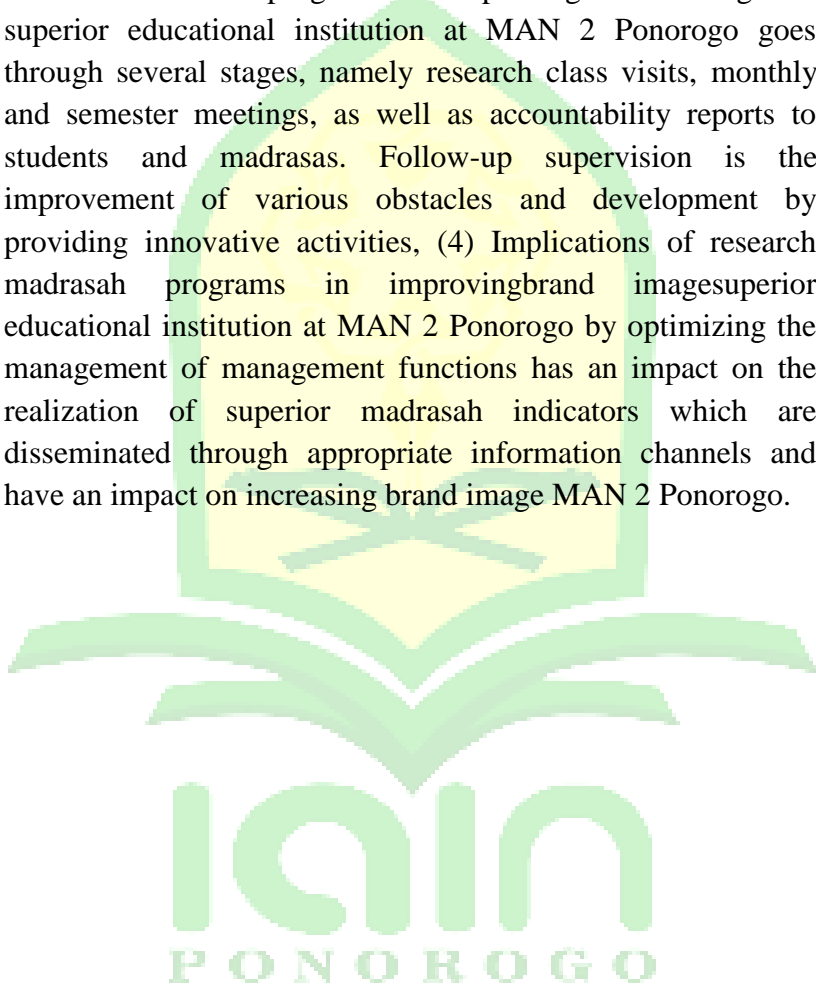 superior educational institution at MAN 2 Ponorogo goes
through several stages, namely research class visits, monthly
and semester meetings, as well as accountability reports to
students and madrasas. Follow-up supervision is the
improvement of various obstacles and development by
providing innovative activities, (4) Implications of research
madrasah programs in improvingbrand imagesuperior
educational institution at MAN 2 Ponorogo by optimizing the
management of management functions has an impact on the
realization of superior madrasah indicators which are
disseminated through appropriate information channels and
have an impact on increasing brand image MAN 2 Ponorogo.
iain
PONOROGO